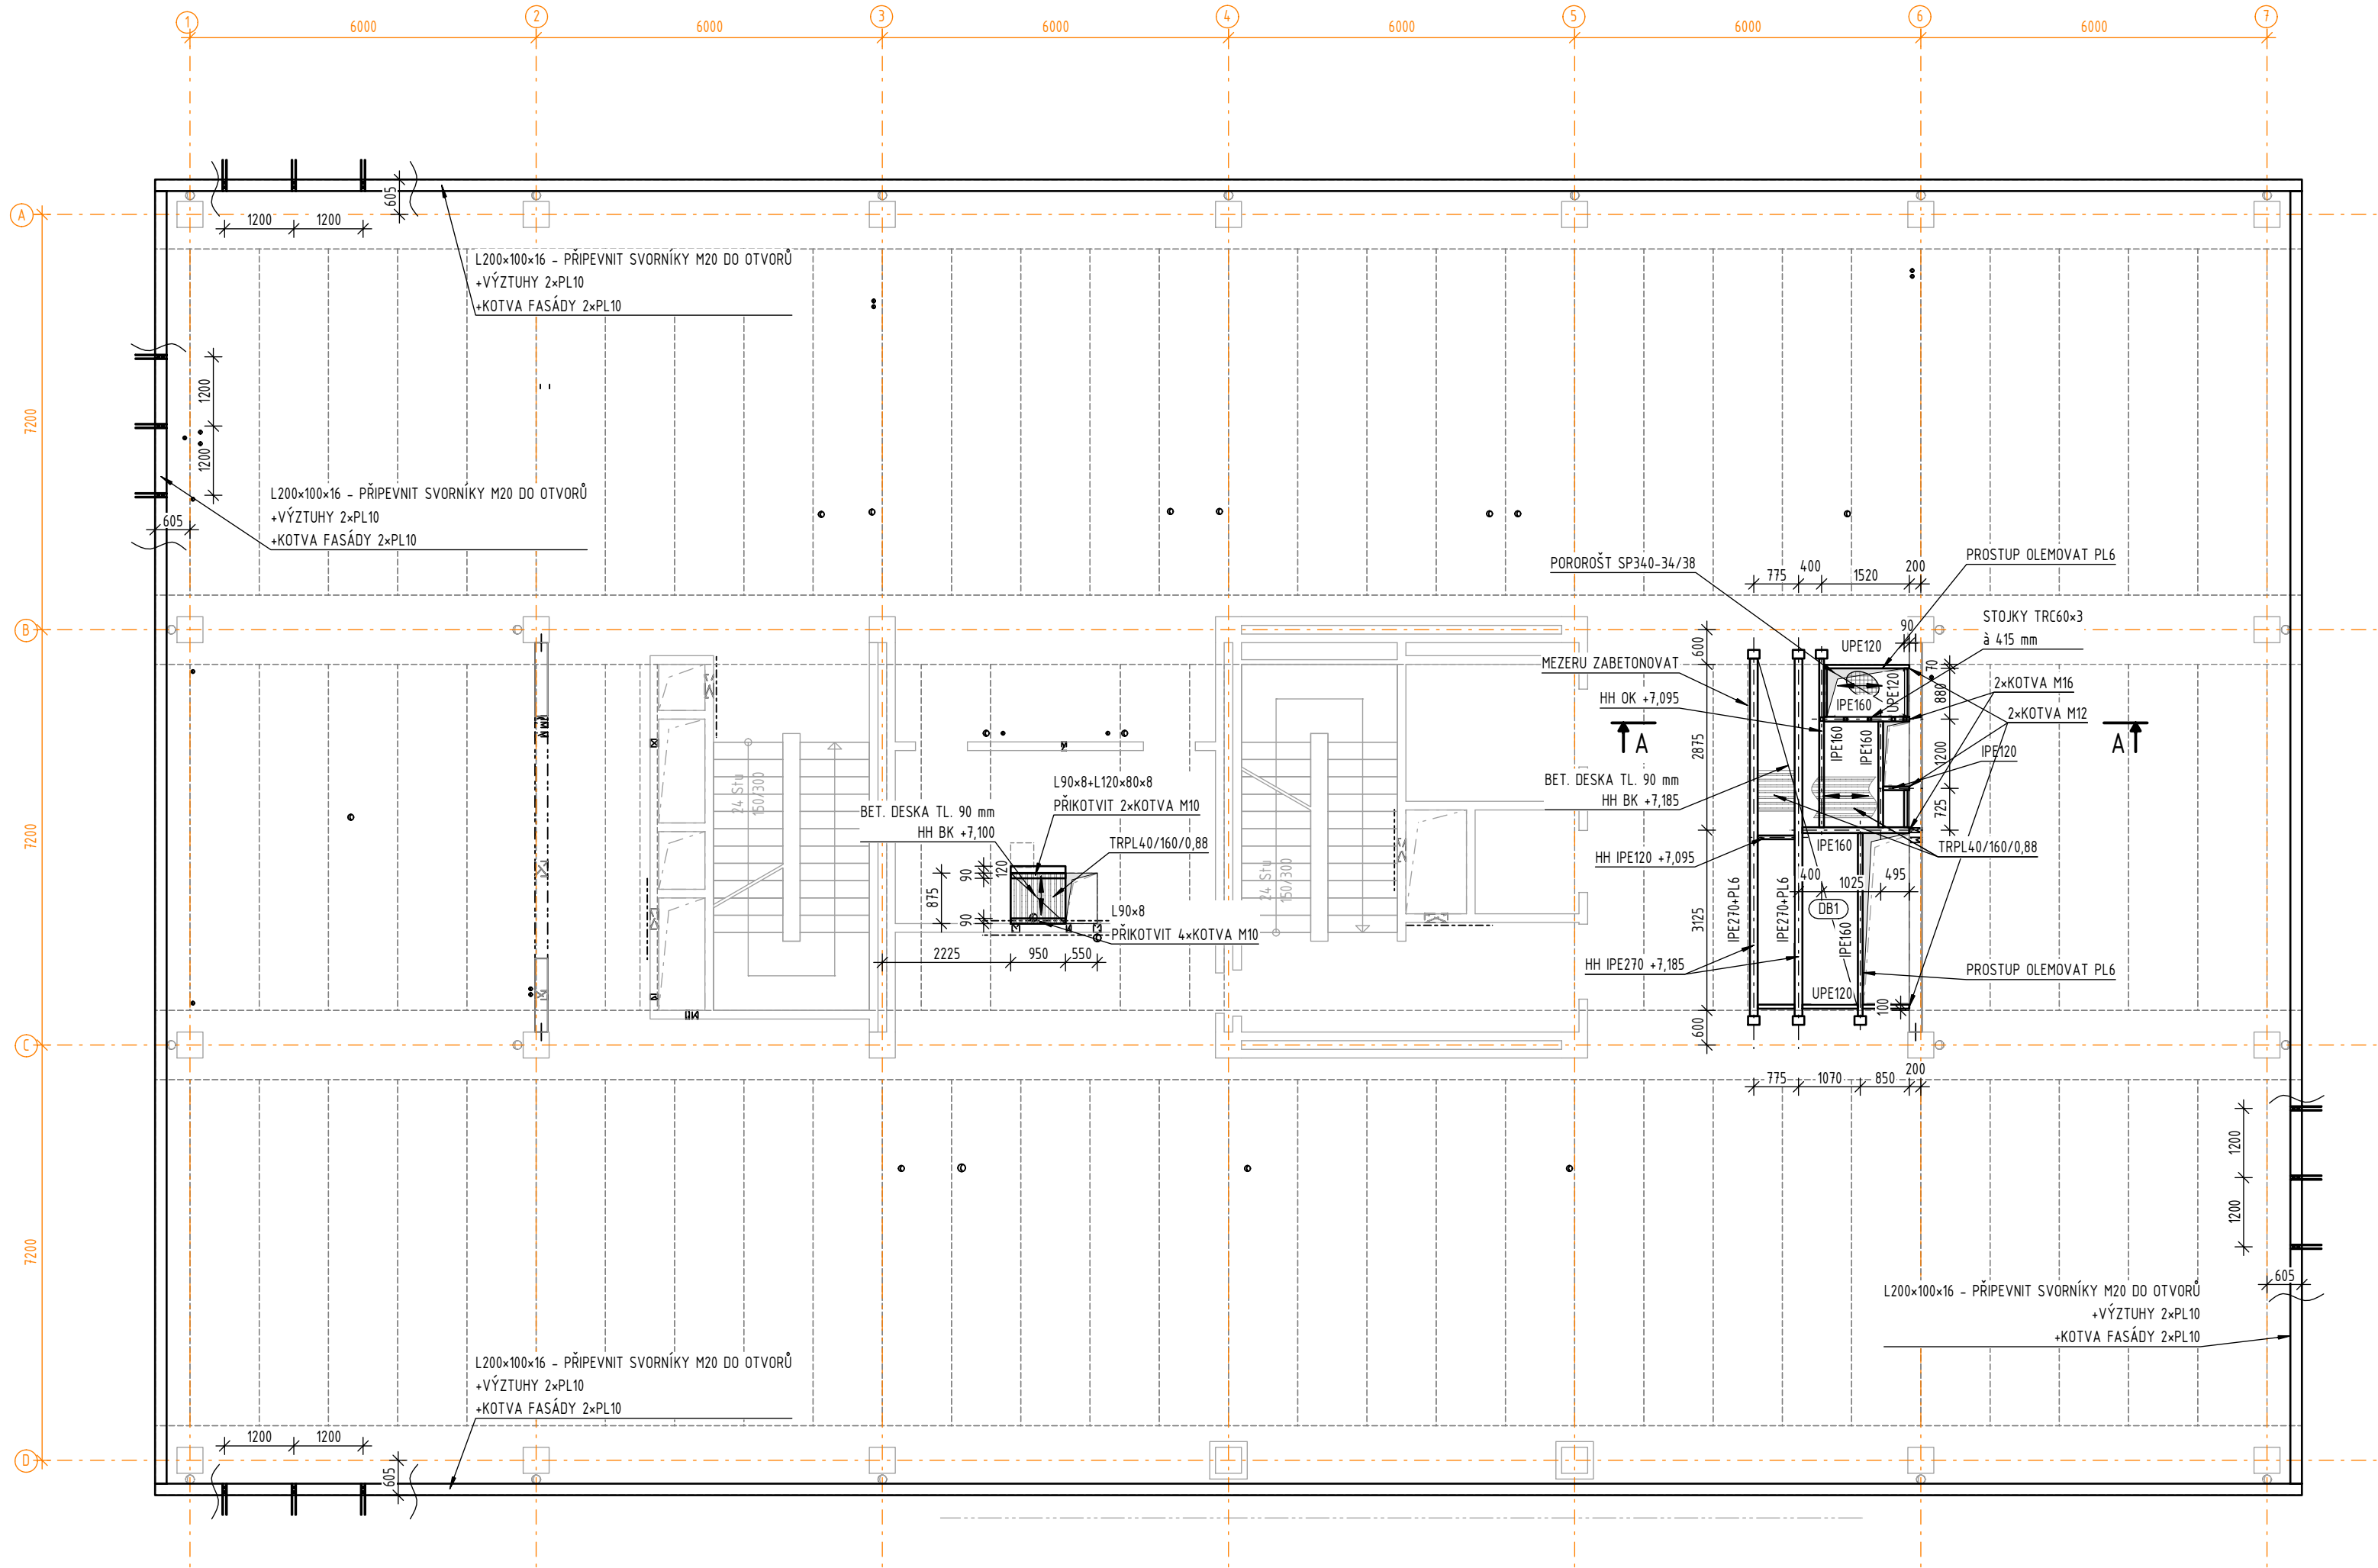 1
2
3
4
5
6
7
6000
6000
6000
6000
6000
6000
A
B
C
D
7200
7200
7200
605
1200
1200
L200×100×16 - PŘIPEVNIT SVORNÍKY M20 DO OTVORŮ
+VÝZTUHY 2×PL10
+KOTVA FASÁDY 2×PL10
1200
1200
605
L200×100×16 - PŘIPEVNIT SVORNÍKY M20 DO OTVORŮ
+VÝZTUHY 2×PL10
+KOTVA FASÁDY 2×PL10
24 Stu
150/300
BET. DESKA TL. 90 mm
HH BK +7,100
L90×8+L120×80×8
PŘIKOTVIT 2×KOTVA M10
TRPL40/160/0,88
120
90
875
90
L90×8
PŘIKOTVIT 4×KOTVA M10
2225
950
550
24 Stu
150/300
POROROŠT SP340-34/38
775
400
1520
200
PROSTUP OLEMOVAT PL6
STOJKY TRC60×3
à 415 mm
90
UPE120
600
MEZERU ZABETONOVAT
HH OK +7,095
70
880
UPE120
IPE160
2×KOTVA M16
2×KOTVA M12
A
A
2875
IPE160
IPE160
1200
IPE120
BET. DESKA TL. 90 mm
HH BK +7,185
725
HH IPE120 +7,095
IPE160
TRPL40/160/0,88
400
1025
495
DB1
3125
IPE270+PL6
IPE270+PL6
IPE160
HH IPE270 +7,185
PROSTUP OLEMOVAT PL6
UPE120
100
600
775
1070
850
200
1200
1200
605
L200×100×16 - PŘIPEVNIT SVORNÍKY M20 DO OTVORŮ
+VÝZTUHY 2×PL10
+KOTVA FASÁDY 2×PL10
L200×100×16 - PŘIPEVNIT SVORNÍKY M20 DO OTVORŮ
+VÝZTUHY 2×PL10
+KOTVA FASÁDY 2×PL10
1200
1200
605